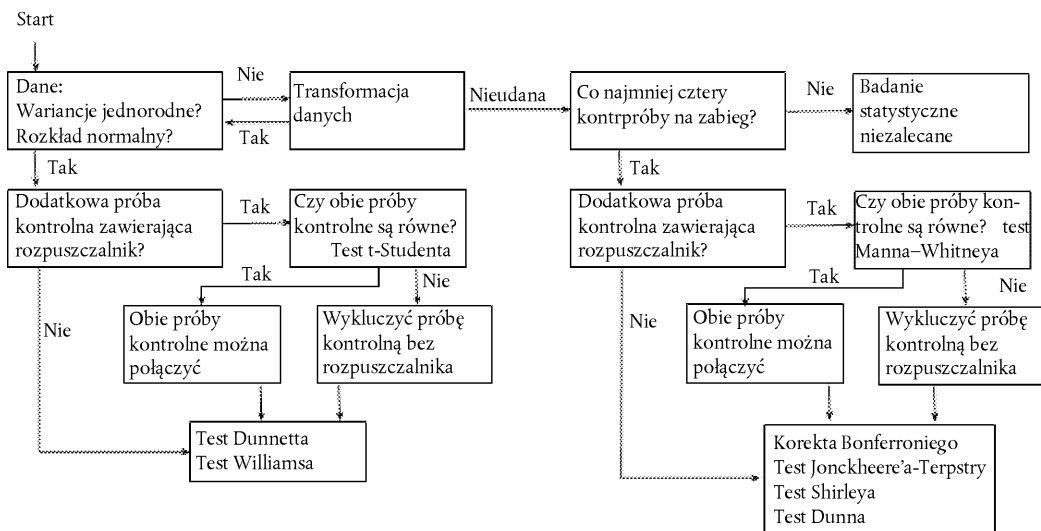 Start
Dane:
Wariancje jednorodne?
Rozkład normalny?
Nie
Tak
Transformacja
danych
Nieudana
Co najmniej cztery
kontrpróby na zabieg?
Nie
Badanie
statystyczne
niezalecane
Tak
Tak
Dodatkowa próba
kontrolna zawierająca
rozpuszczalnik?
Tak
Czy obie próby
kontrolne są równe?
Test t-Studenta
Dodatkowa próba
kontrolna zawierająca
rozpuszczalnik?
Tak
Czy obie próby kon-
trolne są równe? test
Manna–Whitneya
Tak
Nie
Tak
Nie
Nie
Obie próby
kontrolne można
połączyć
Wykluczyć próbę
kontrolną bez
rozpuszczalnika
Nie
Obie próby
kontrolne można
połączyć
Wykluczyć próbę
kontrolną bez
rozpuszczalnika
Test Dunnetta
Test Williamsa
Korekta Bonferroniego
Test Jonckheere’a-Terpstry
Test Shirleya
Test Dunna